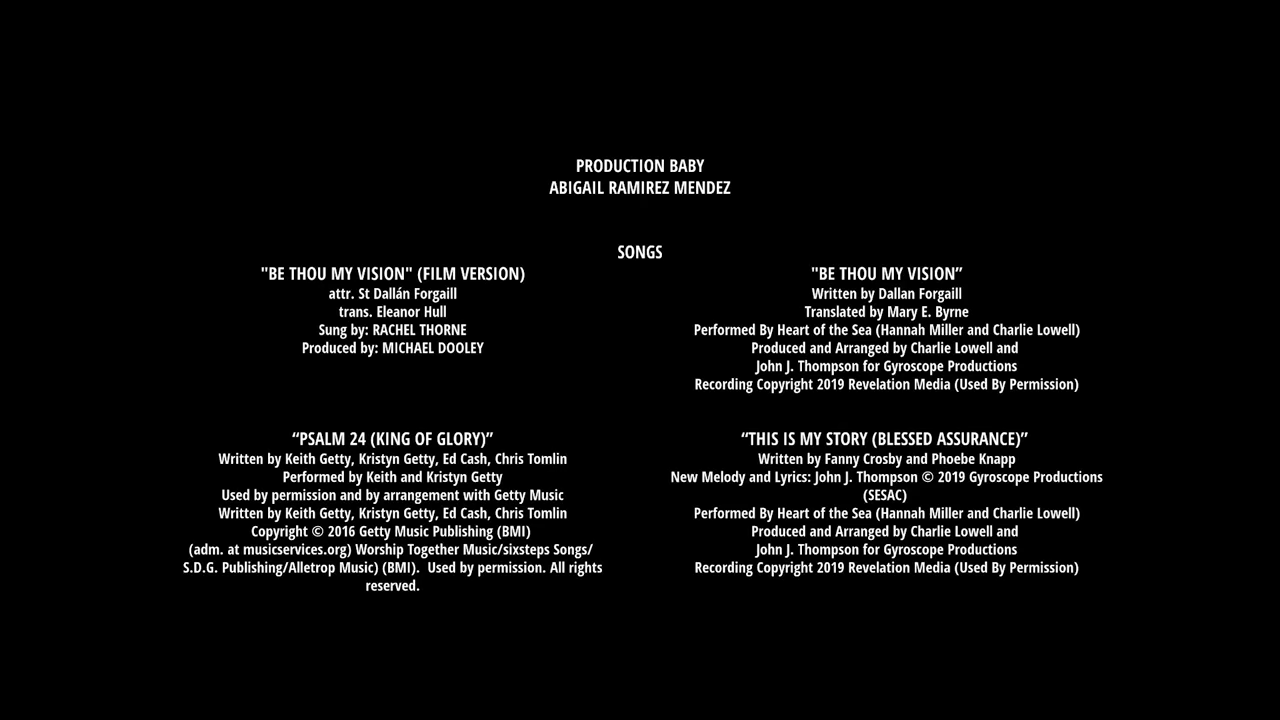 PRODUCTION BABY
ABIGAIL RAMIREZ MENDEZ
SONGS
"BE THOU MY VISION" (FILM VERSION)
attr. St Dallán Forgaill
trans. Eleanor Hull
Sung by: RACHEL THORNE
Produced by: MICHAEL DOOLEY
"BE THOU MY VISION”
Written by Dallan Forgaill
Translated by Mary E. Byrne
Performed By Heart of the Sea (Hannah Miller and Charlie Lowell)
Produced and Arranged by Charlie Lowell and
John J. Thompson for Gyroscope Productions
Recording Copyright 2019 Revelation Media (Used By Permission)
“PSALM 24 (KING OF GLORY)”
Written by Keith Getty, Kristyn Getty, Ed Cash, Chris Tomlin
Performed by Keith and Kristyn Getty
Used by permission and by arrangement with Getty Music
Written by Keith Getty, Kristyn Getty, Ed Cash, Chris Tomlin
Copyright © 2016 Getty Music Publishing (BMI)
(adm. at musicservices.org) Worship Together Music/sixsteps Songs/
S.D.G. Publishing/Alletrop Music) (BMI).  Used by permission. All rights
reserved.
“THIS IS MY STORY (BLESSED ASSURANCE)”
Written by Fanny Crosby and Phoebe Knapp
New Melody and Lyrics: John J. Thompson © 2019 Gyroscope Productions
(SESAC)
Performed By Heart of the Sea (Hannah Miller and Charlie Lowell)
Produced and Arranged by Charlie Lowell and
John J. Thompson for Gyroscope Productions
Recording Copyright 2019 Revelation Media (Used By Permission)